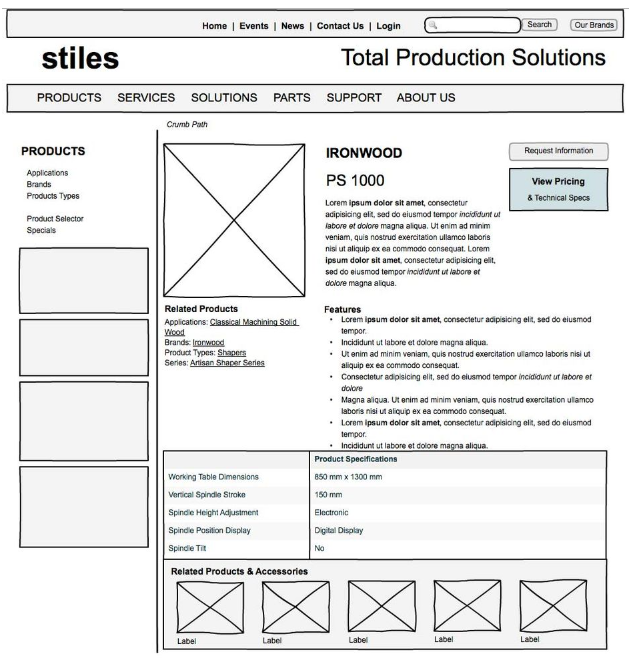 Home | Events | News | Contact Us | Login
Search
Our Brands
stiles
Total Production Solutions
PRODUCTS SERVICES SOLUTIONS PARTS SUPPORT ABOUT US
Crumb Path
PRODUCTS
Applications
Brands
Products Types
Product Selector
Specials
IRONWOOD
PS 1000
Lorem ipsum dolor sit amet, consectetur
adipisicing elit, sed do eiusmod tempor incididunt ut
labore et dolore magna aliqua. Ut enim ad minim
veniam, quis nostrud exercitation ullamco laboris
nisi ut aliquip ex ea commodo consequat. Lorem
ipsum dolor sit amet, consectetur adipisicing elit,
sed do eiusmod tempor incididunt ut labore et
dolore magna aliqua.
Request Information
View Pricing
& Technical Specs
Related Products
Applications: Classical Machining Solid
Wood
Brands: Ironwood
Product Types: Shapers
Series: Artisan Shaper Series
Features
• Lorem ipsum dolor sit amet, consectetur adipisicing elit, sed do eiusmod
tempor.
• Incididunt ut labore et dolore magna aliqua.
• Ut enim ad minim veniam, quis nostrud exercitation ullamco laboris nisi ut
aliquip ex ea commodo consequat.
• Consectetur adipisicing elit, sed do eiusmod tempor incididunt ut labore et
dolore
• Magna aliqua. Ut enim ad minim veniam, quis nostrud exercitation ullamco
laboris nisi ut aliquip ex ea commodo consequat.
• Lorem ipsum dolor sit amet, consectetur adipisicing elit, sed do eiusmod
tempor.
• Incididunt ut labore et dolore magna aliqua.
Product Specifications
Working Table Dimensions 850 mm x 1300 mm
Vertical Spindle Stroke 150 mm
Spindle Height Adjustment Electronic
Spindle Position Display Digital Display
Spindle Tilt No
Related Products & Accessories
Label Label Label Label Label